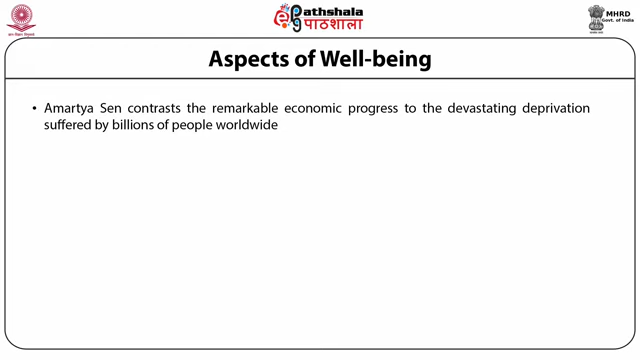 ePathshala
पाठशाला
MHRD
Govt. of India
Aspects of Well-being
• Amartya Sen contrasts the remarkable economic progress to the devastating deprivation
suffered by billions of people worldwide